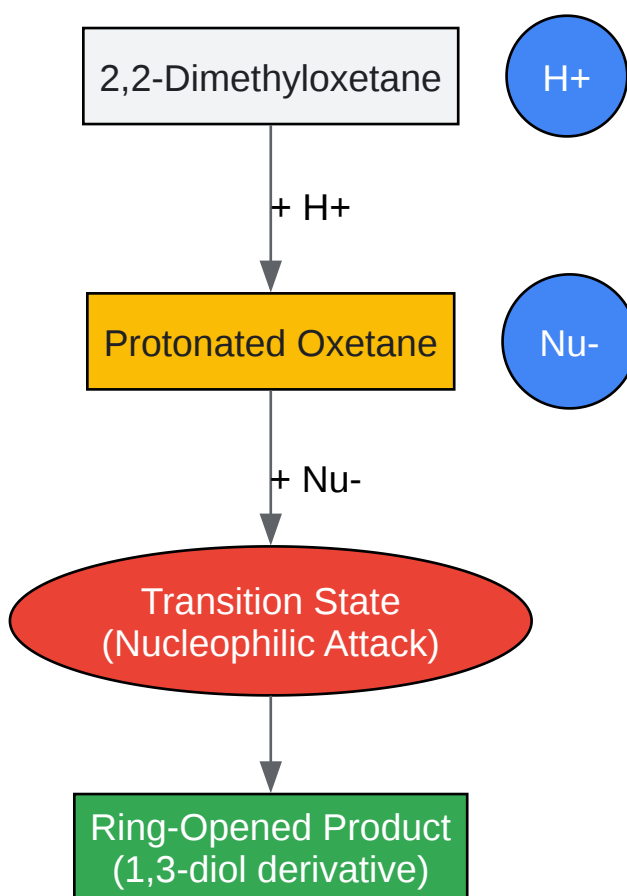 2,2-Dimethyloxetane
H+
+ H+
Protonated Oxetane
Nu-
+ Nu-
Transition State
(Nucleophilic Attack)
Ring-Opened Product
(1,3-diol derivative)